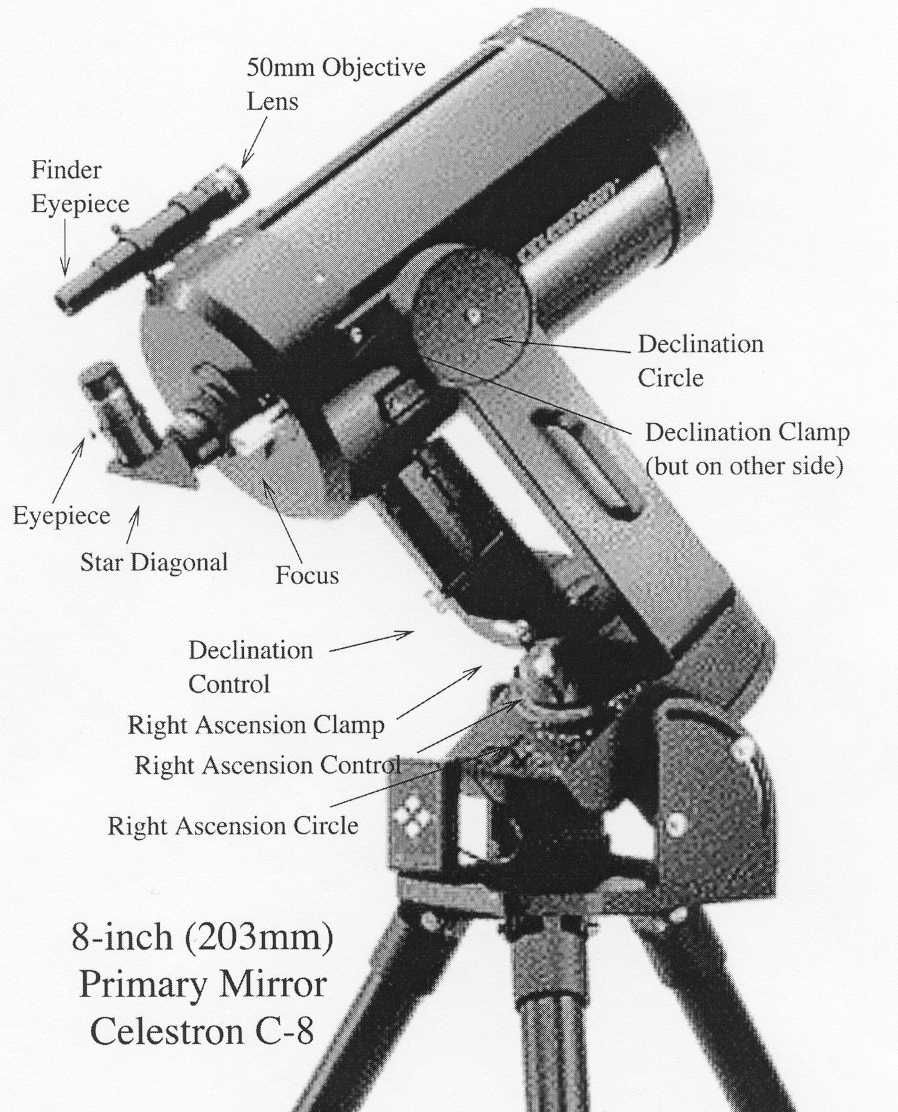 50mm Objective
Lens
Finder
Eyepiece
CELESTRON
Declination
Circle
Declination Clamp
(but on other side)
Eyepiece
Star Diagonal
Focus
Declination
Control
Right Ascension Clamp
Right Ascension Control
Right Ascension Circle
8-inch (203mm)
Primary Mirror
Celestron C-8